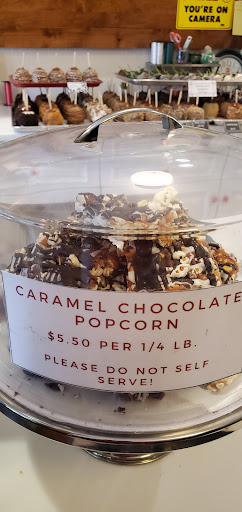 YOU'RE ON
CAMERA
CARAMEL CHOCOLATE
POPCORN
$5.50 PER 1/4 LB.
PLEASE DO NOT SELF
SERVE!